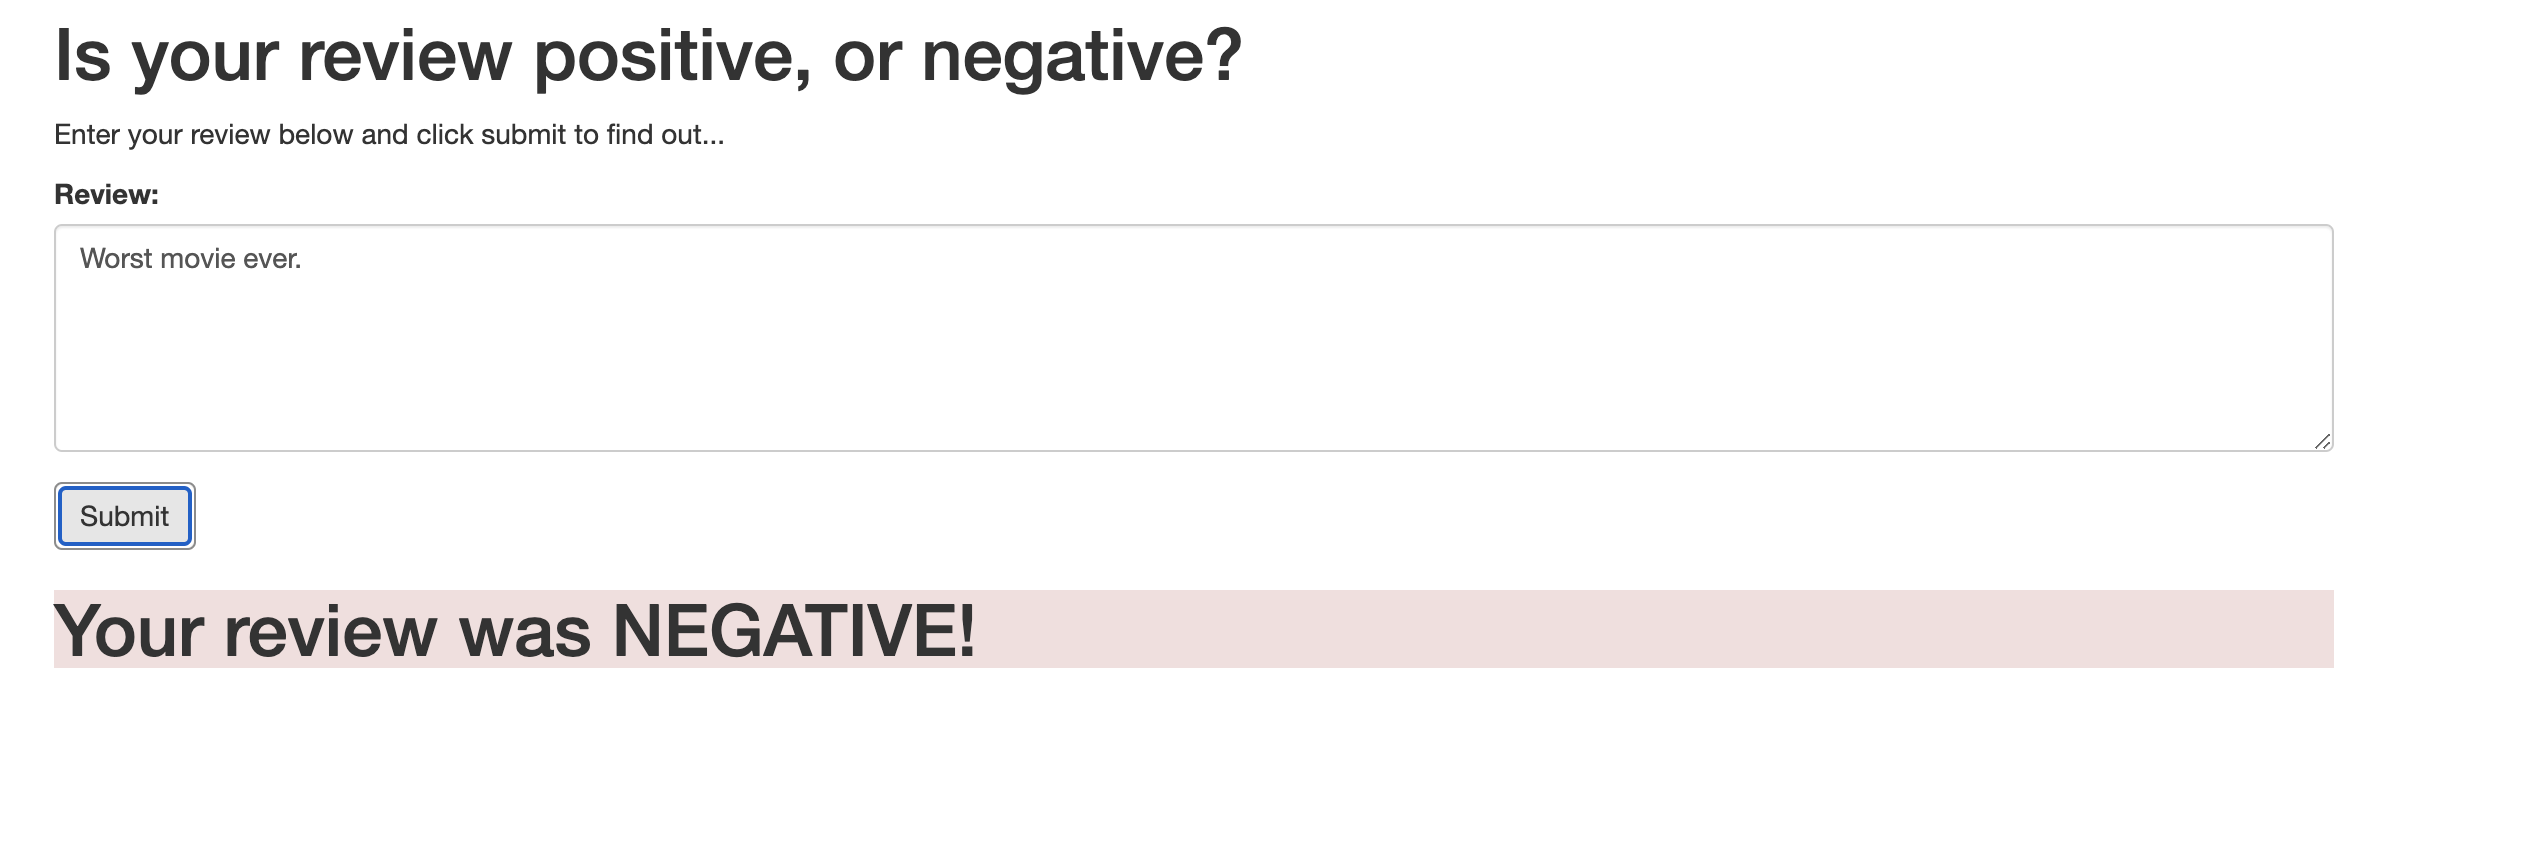 Is your review positive, or negative?
Enter your review below and click submit to find out...
Review:
Worst movie ever.
Submit
Your review was NEGATIVE!